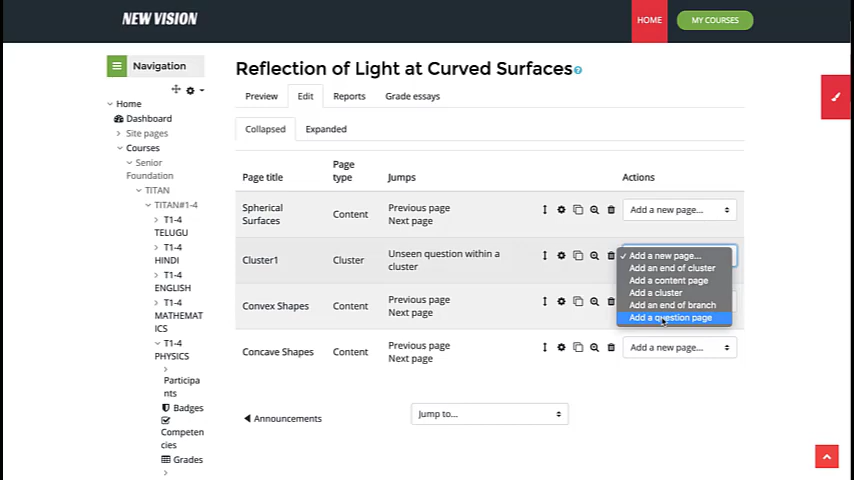 NEW VISION
HOME
MY COURSES
Navigation
Home
Dashboard
Site pages
Courses
Senior
Foundation
TITAN
TITAN#1-4
T1-4
TELUGU
T1-4
HINDI
T1-4
ENGLISH
T1-4
MATHEMAT
ICS
T1-4
PHYSICS
Participa
nts
Badges
Competen
cies
Grades
Reflection of Light at Curved Surfaces
Preview
Edit
Reports
Grade essays
Collapsed
Expanded
Page title
Page
type
Jumps
Actions
Spherical
Surfaces
Content
Previous page
Next page
Add a new page...
Cluster1
Cluster
Unseen question within a
cluster
✓ Add a new page...
Add an end of cluster
Add a content page
Add a cluster
Add an end of branch
Add a question page
Convex Shapes
Content
Previous page
Next page
Concave Shapes
Content
Previous page
Next page
Add a new page...
◀ Announcements
Jump to...